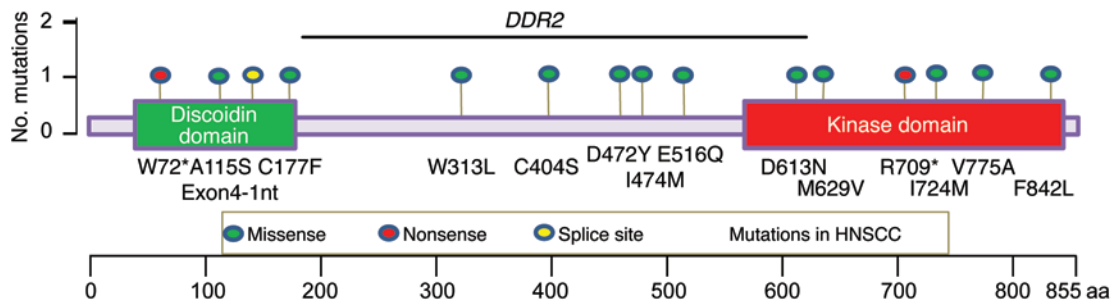 DDR2
No. mutations
2
1
0
Discoidin
domain
Kinase domain
W72*A115S C177F
Exon4-1nt
W313L
C404S
D472Y E516Q
I474M
D613N
M629V
R709* V775A
I724M
F842L
Missense Nonsense Splice site Mutations in HNSCC
0 100 200 300 400 500 600 700 800 855 aa